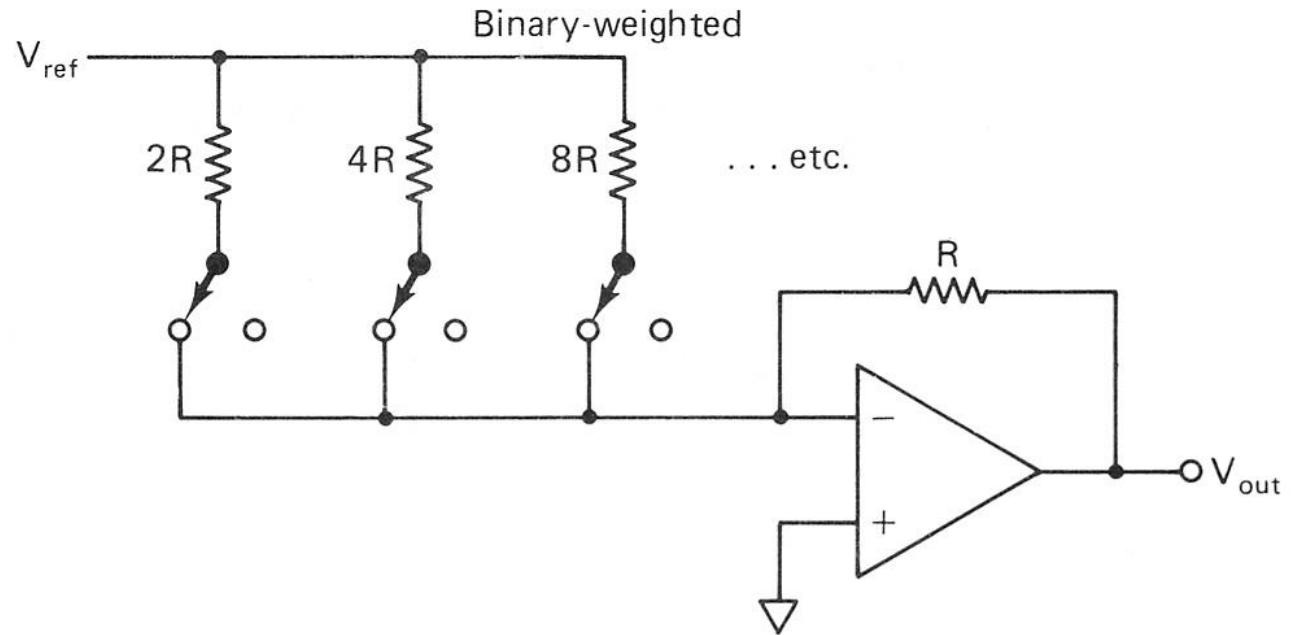 Binary-weighted
V_ref
2R
4R
8R
. . . etc.
R
−
+
V_out